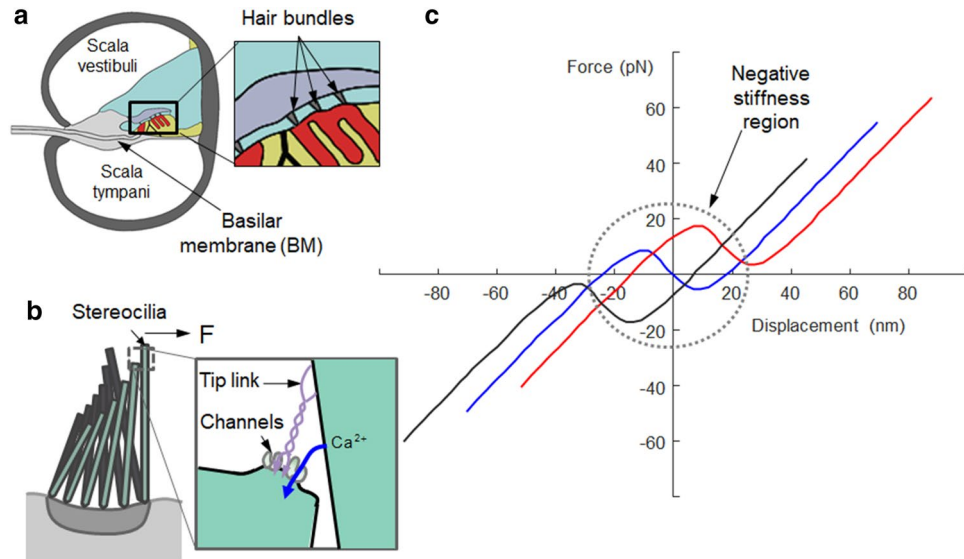 a
Hair bundles
Scala
vestibuli
Scala
tympani
Basilar
membrane (BM)
b
Stereocilia
F
Tip link
Channels
Ca²⁺
c
Force (pN)
Negative
stiffness
region
60
40
20
-80
-60
-40
-20
20
40
60
80
Displacement (nm)
-20
-40
-60